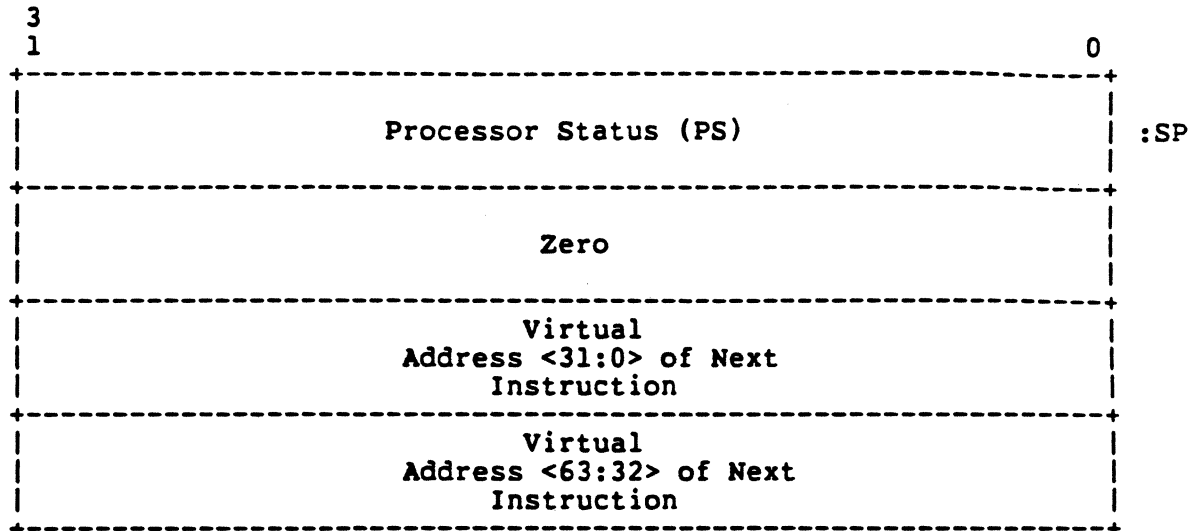 3
1 0
Processor Status (PS) :SP
Zero
Virtual
Address <31:0> of Next
Instruction
Virtual
Address <63:32> of Next
Instruction